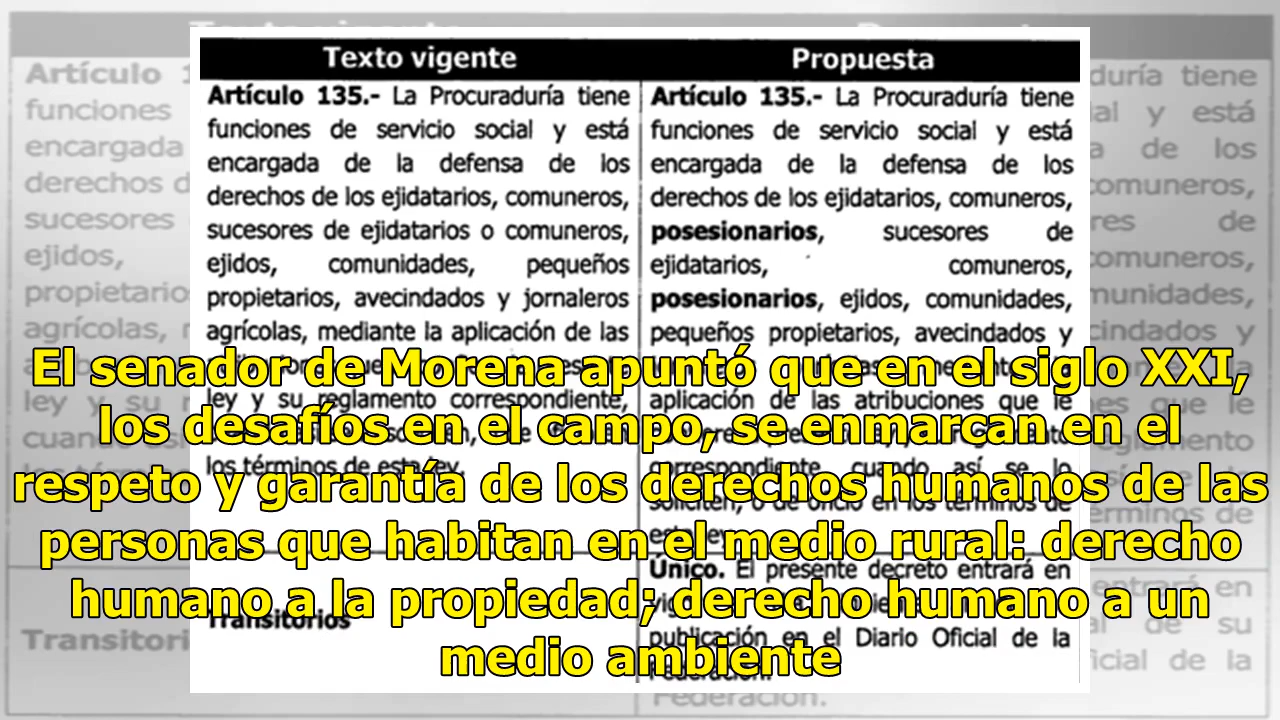 Texto vigente
Artículo 135.- La Procuraduría tiene
funciones de servicio social y está
encargada de la defensa de los
derechos de los ejidatarios, comuneros,
sucesores de ejidatarios o comuneros,
ejidos, comunidades, pequeños
propietarios, avecindados y jornaleros
agrícolas, mediante la aplicación de las
ley y su reglamento correspondiente,
los términos de esta ley.
Transitorios
Propuesta
Artículo 135.- La Procuraduría tiene
funciones de servicio social y está
encargada de la defensa de los
derechos de los ejidatarios, comuneros,
posesionarios, sucesores de
ejidatarios, comuneros,
posesionarios, ejidos, comunidades,
pequeños propietarios, avecindados y
aplicación de las atribuciones que le
correspondiente, cuando así se lo
soliciten, o de oficio en los términos de
esta ley.
Único. El presente decreto entrará en
publicación en el Diario Oficial de la
Federación.
El senador de Morena apuntó que en el siglo XXI,
los desafíos en el campo, se enmarcan en el
respeto y garantía de los derechos humanos de las
personas que habitan en el medio rural: derecho
humano a la propiedad; derecho humano a un
medio ambiente